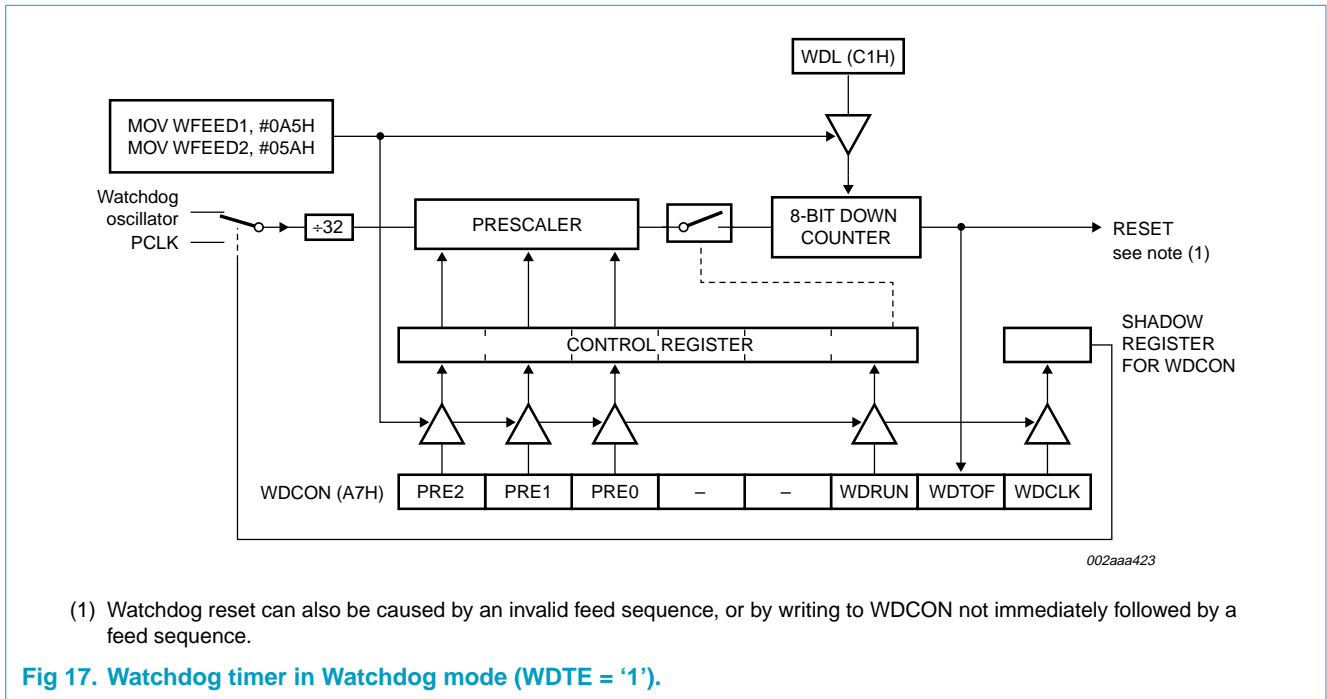 WDL (C1H)
MOV WFEED1, #0A5H
MOV WFEED2, #05AH
Watchdog
oscillator
PCLK
÷32
PRESCALER
8-BIT DOWN
COUNTER
RESET
see note (1)
CONTROL REGISTER
SHADOW
REGISTER
FOR WDCON
WDCON (A7H)
PRE2
PRE1
PRE0
–
–
WDRUN
WDTOF
WDCLK
002aaa423
(1) Watchdog reset can also be caused by an invalid feed sequence, or by writing to WDCON not immediately followed by a
feed sequence.
Fig 17. Watchdog timer in Watchdog mode (WDTE = ‘1’).